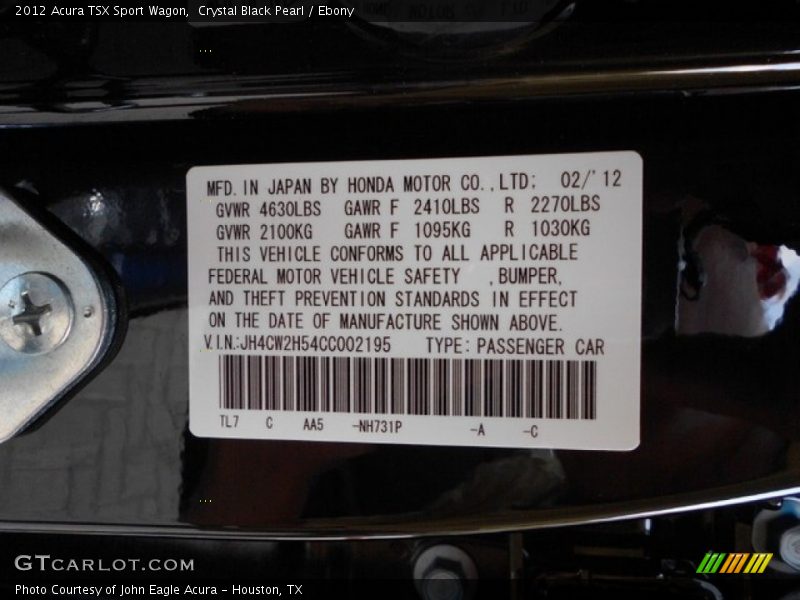 2012 Acura TSX Sport Wagon,  Crystal Black Pearl / Ebony
MFD. IN JAPAN BY HONDA MOTOR CO.,LTD; 02/'12
GVWR 4630LBS GAWR F 2410LBS R 2270LBS
GVWR 2100KG GAWR F 1095KG R 1030KG
THIS VEHICLE CONFORMS TO ALL APPLICABLE
FEDERAL MOTOR VEHICLE SAFETY ,BUMPER,
AND THEFT PREVENTION STANDARDS IN EFFECT
ON THE DATE OF MANUFACTURE SHOWN ABOVE.
V.I.N:JH4CW2H54CC002195 TYPE: PASSENGER CAR
TL7 C AA5 -NH731P -A -C
GTCARLOT.COM
Photo Courtesy of John Eagle Acura - Houston, TX